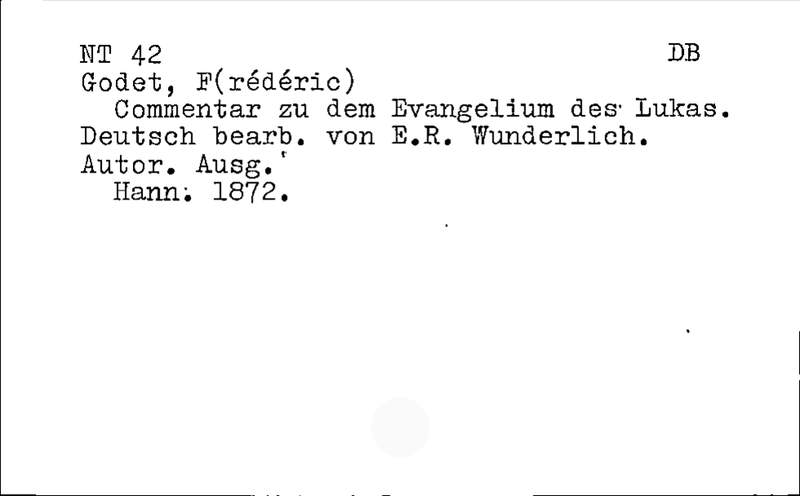 NT 42 DB
Godet, F(rédéric)
Commentar zu dem Evangelium des Lukas.
Deutsch bearb. von E.R. Wunderlich.
Autor. Ausg.
Hann. 1872.